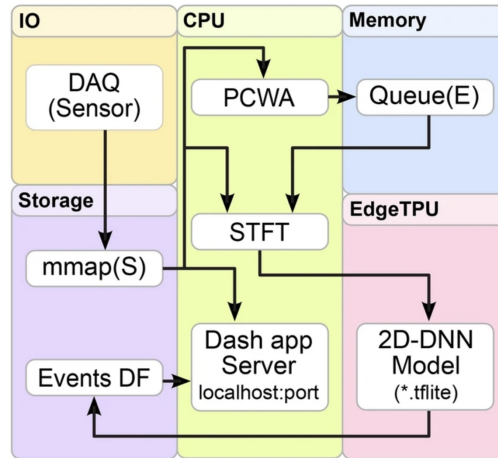 IO
CPU
Memory
DAQ
(Sensor)
PCWA
Queue(E)
Storage
EdgeTPU
STFT
mmap(S)
Dash app
Server
localhost:port
2D-DNN
Model
(*.tflite)
Events DF